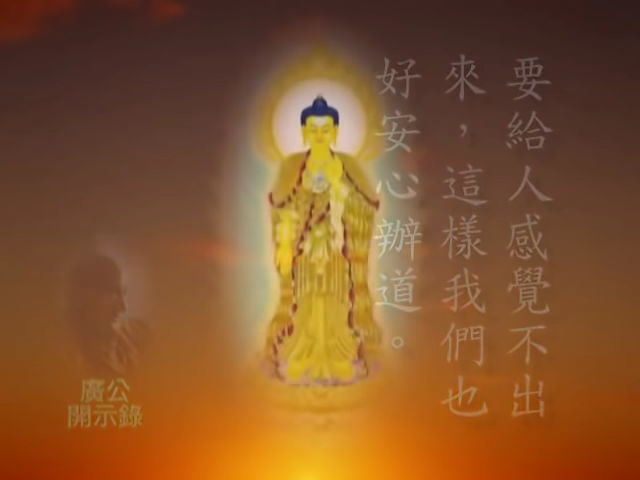 要給人感覺不出
來，這樣我們也
好安心辦道。
廣公
開示錄